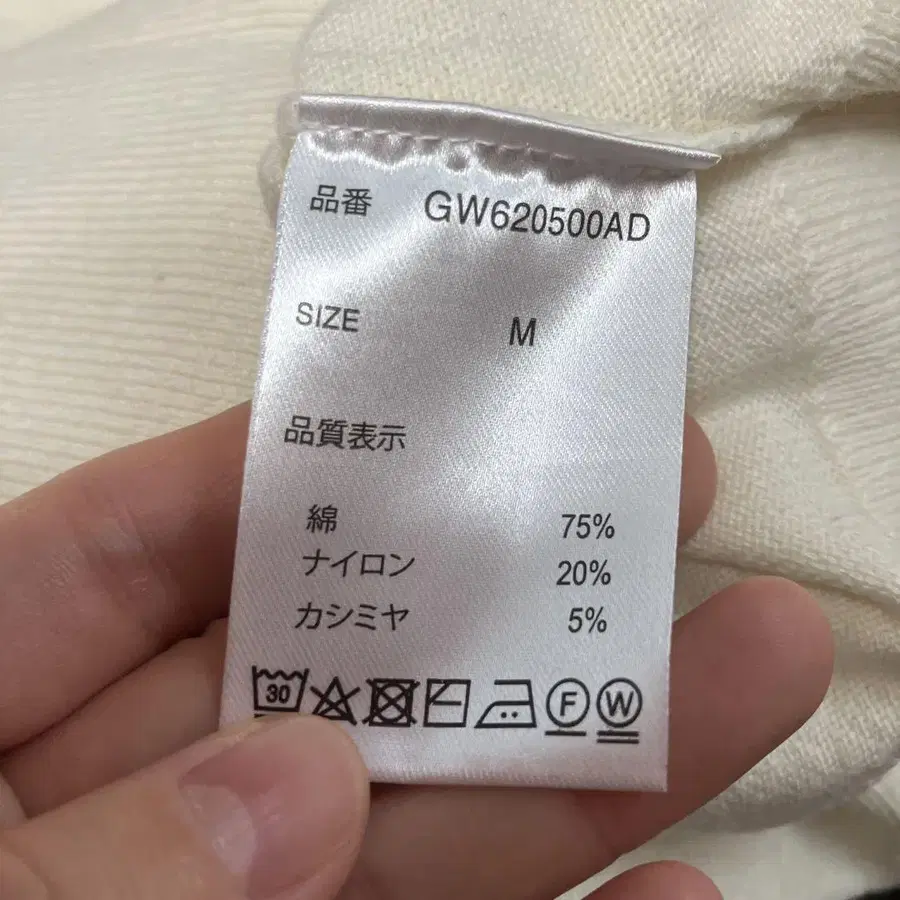 品番 GW620500AD
SIZE M
品質表示
綿 75%
ナイロン 20%
カシミヤ 5%
30 F W